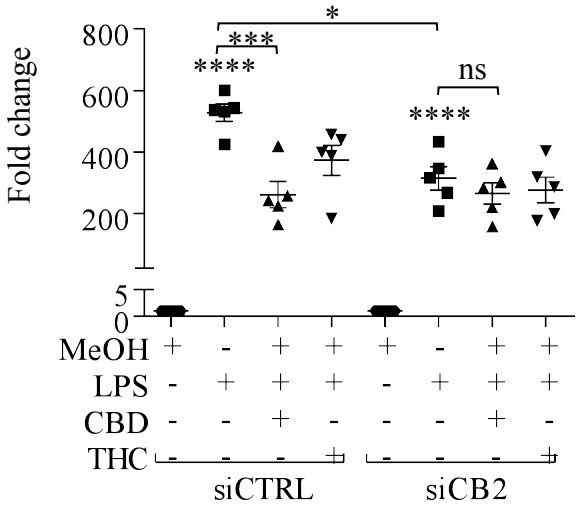 800
600
400
200
5
0
Fold change
*
***
****
ns
****
MeOH + - + + + - + +
LPS - + + + - + + +
CBD - - + - - - + -
THC - - - + - - - +
siCTRL siCB2